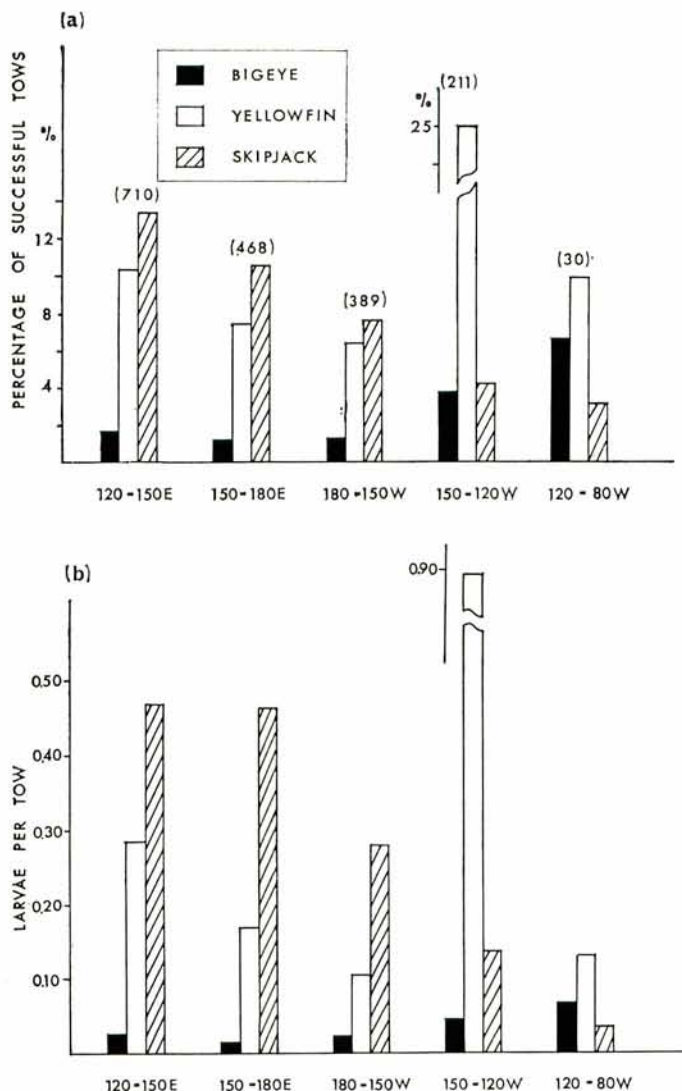 (a)
BIGEYE
YELLOWFIN
SKIPJACK
PERCENTAGE OF SUCCESSFUL TOWS
%
12
8
4
(710)
(468)
(389)
(211)
%
25
(30)
120-150E 150-180E 180-150W 150-120W 120-80W
(b)
LARVAE PER TOW
0.90
0.50
0.40
0.30
0.20
0.10
120-150E 150-180E 180-150W 150-120W 120-80W